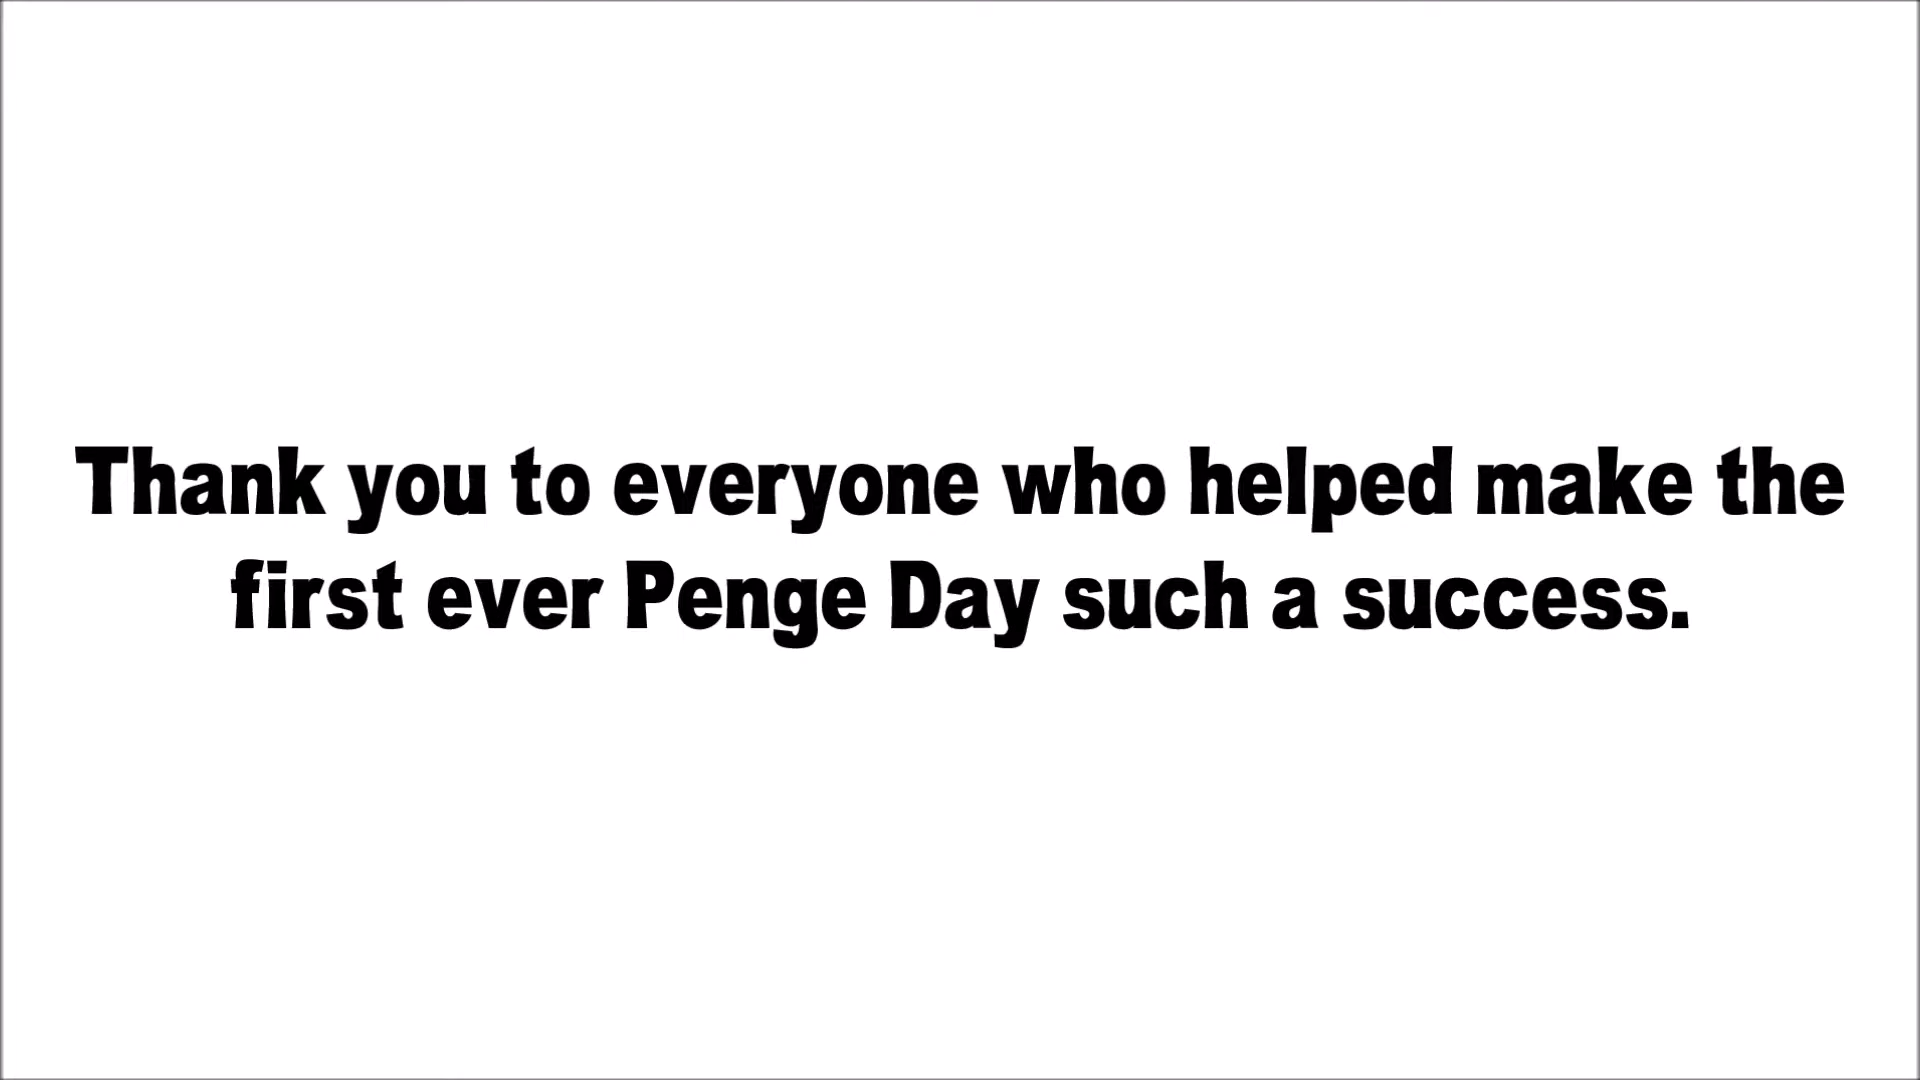 Thank you to everyone who helped make the
first ever Penge Day such a success.